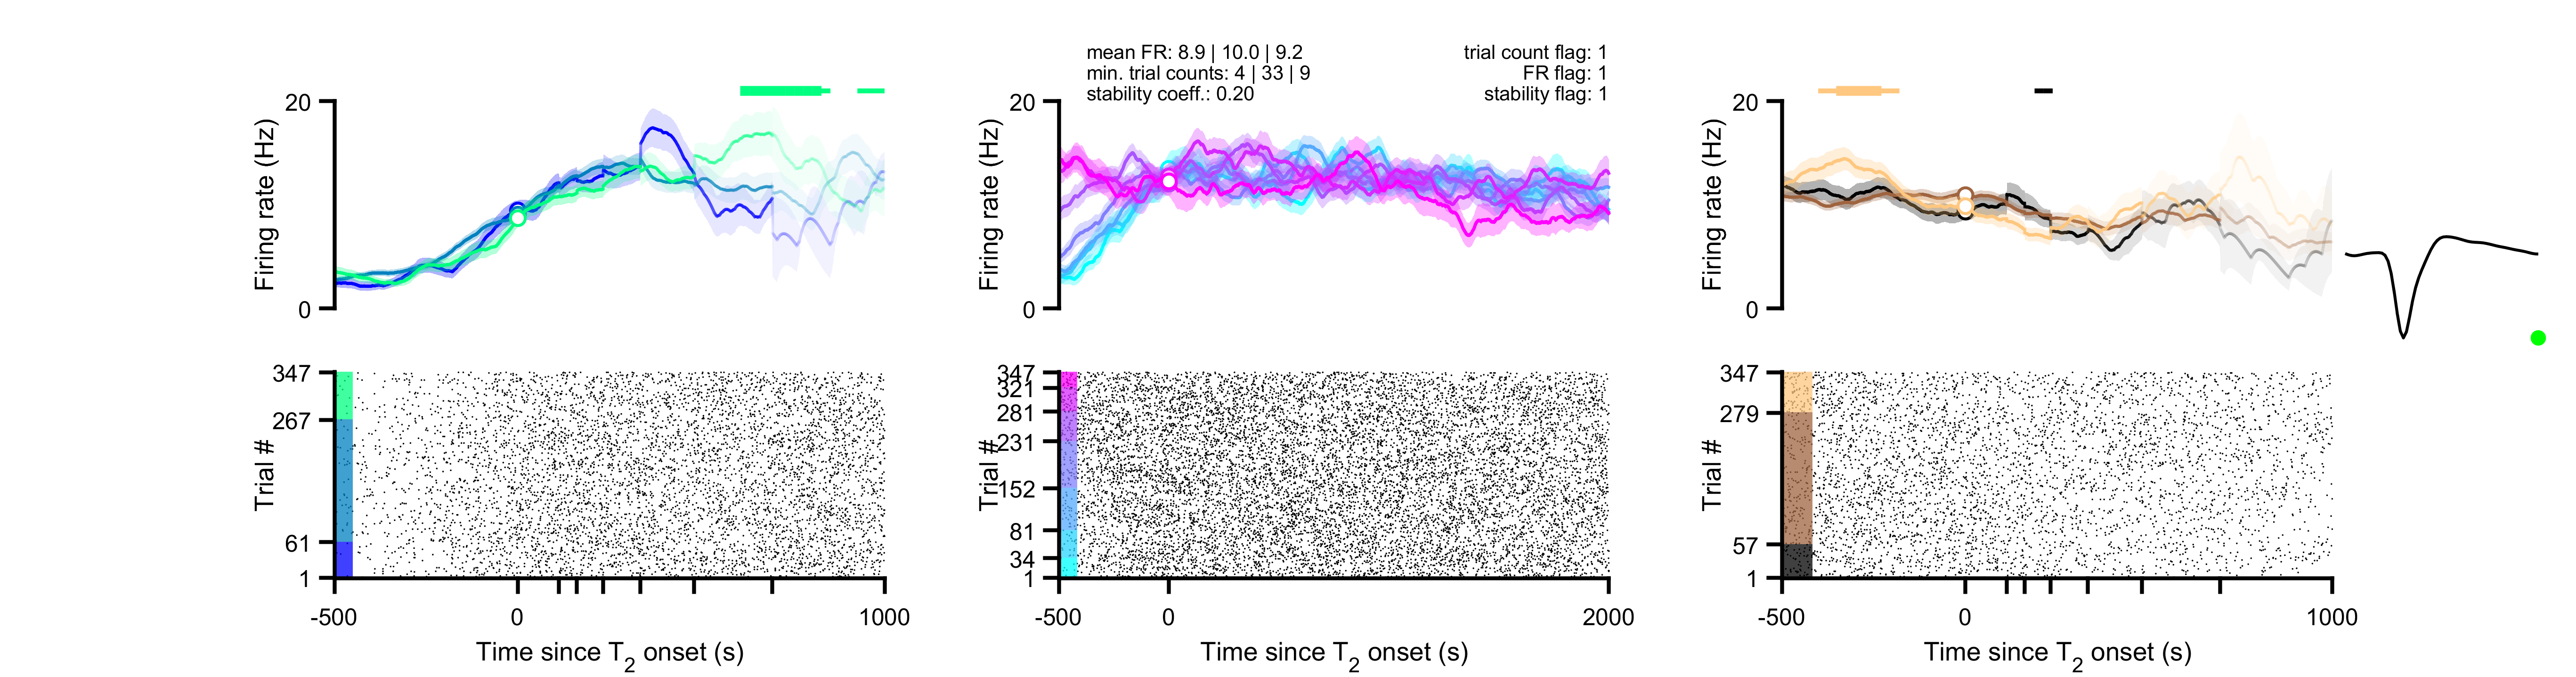 mean FR: 8.9 | 10.0 | 9.2
min. trial counts: 4 | 33 | 9
stability coeff.: 0.20
trial count flag: 1
FR flag: 1
stability flag: 1
20
Firing rate (Hz)
0
347
267
Trial #
61
1
-500
0
1000
Time since T2 onset (s)
20
Firing rate (Hz)
0
347
321
281
231
Trial #
152
81
34
1
-500
0
2000
Time since T2 onset (s)
20
Firing rate (Hz)
0
347
279
Trial #
57
1
-500
0
1000
Time since T2 onset (s)